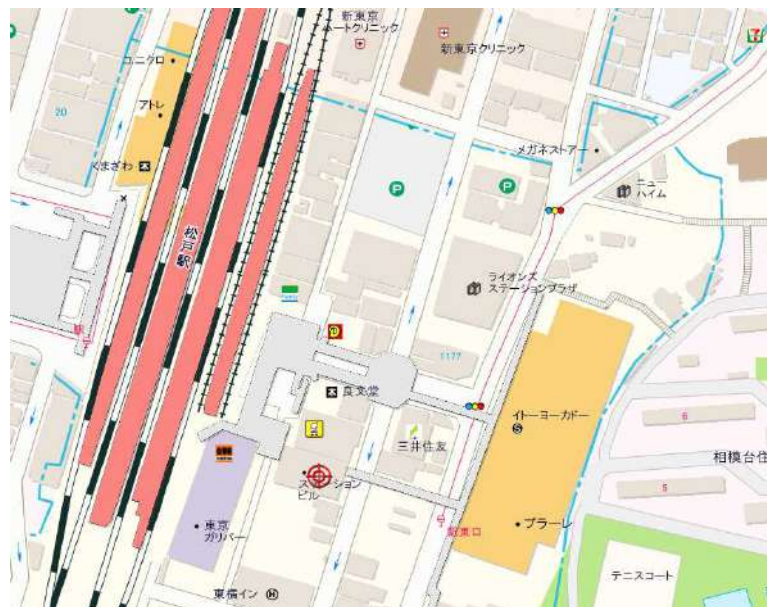 新東京
ハートクリニック
新東京クリニック
ユニクロ
20
アトレ
メガネストアー
くまざわ
ニュー
ハイム
松戸駅
ライオンズ
ステーションプラザ
1177
良文堂
イトーヨーカドー
三井住友
6
相模台住
5
ステーション
ビル
東京
ガリバー
新東口
プラーレ
テニスコート
東横イン